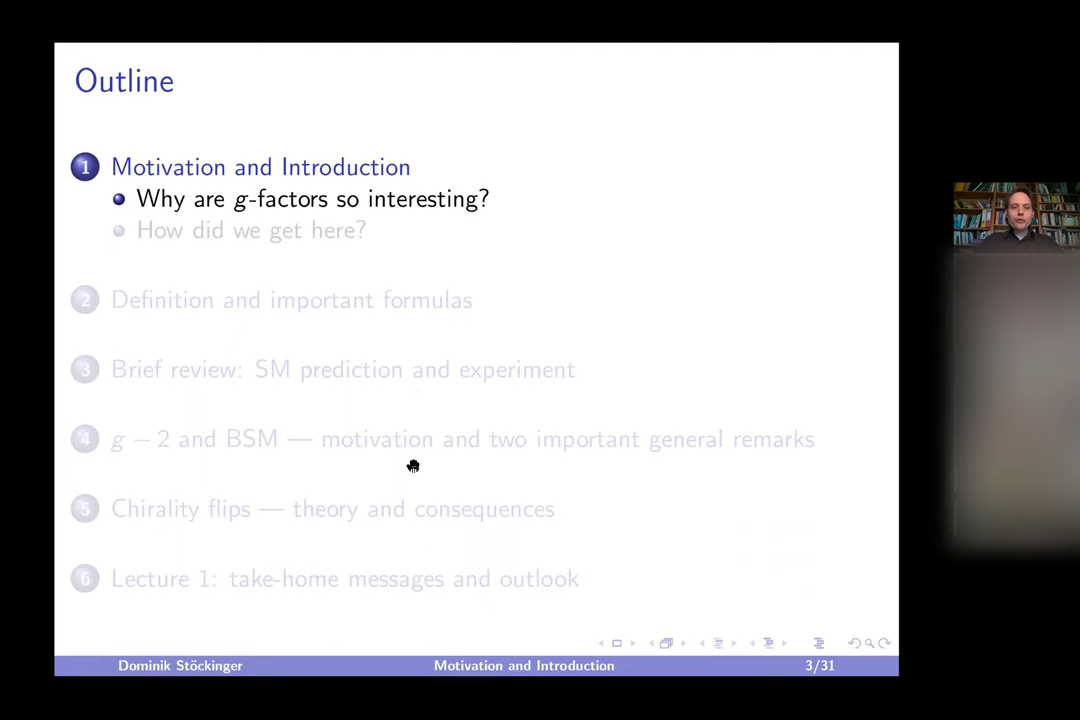 Outline
1 Motivation and Introduction
Why are g-factors so interesting?
How did we get here?
2 Definition and important formulas
3 Brief review: SM prediction and experiment
4 g − 2 and BSM — motivation and two important general remarks
5 Chirality flips — theory and consequences
6 Lecture 1: take-home messages and outlook
Dominik Stöckinger Motivation and Introduction 3/31